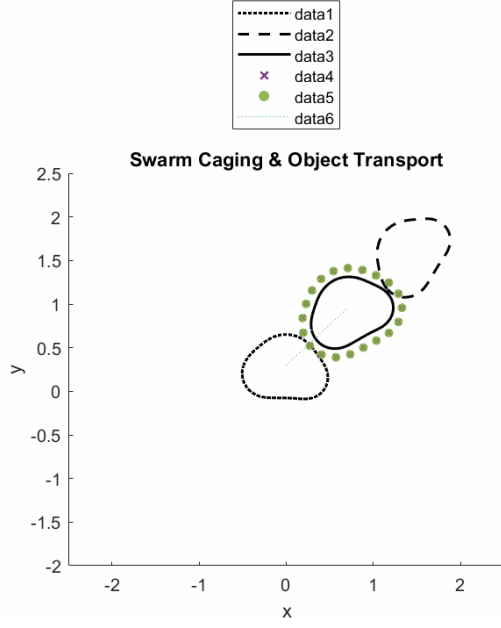 data1
data2
data3
data4
data5
data6
Swarm Caging & Object Transport
2.5
2
1.5
1
0.5
0
-0.5
-1
-1.5
-2
y
-2 -1 0 1 2
x